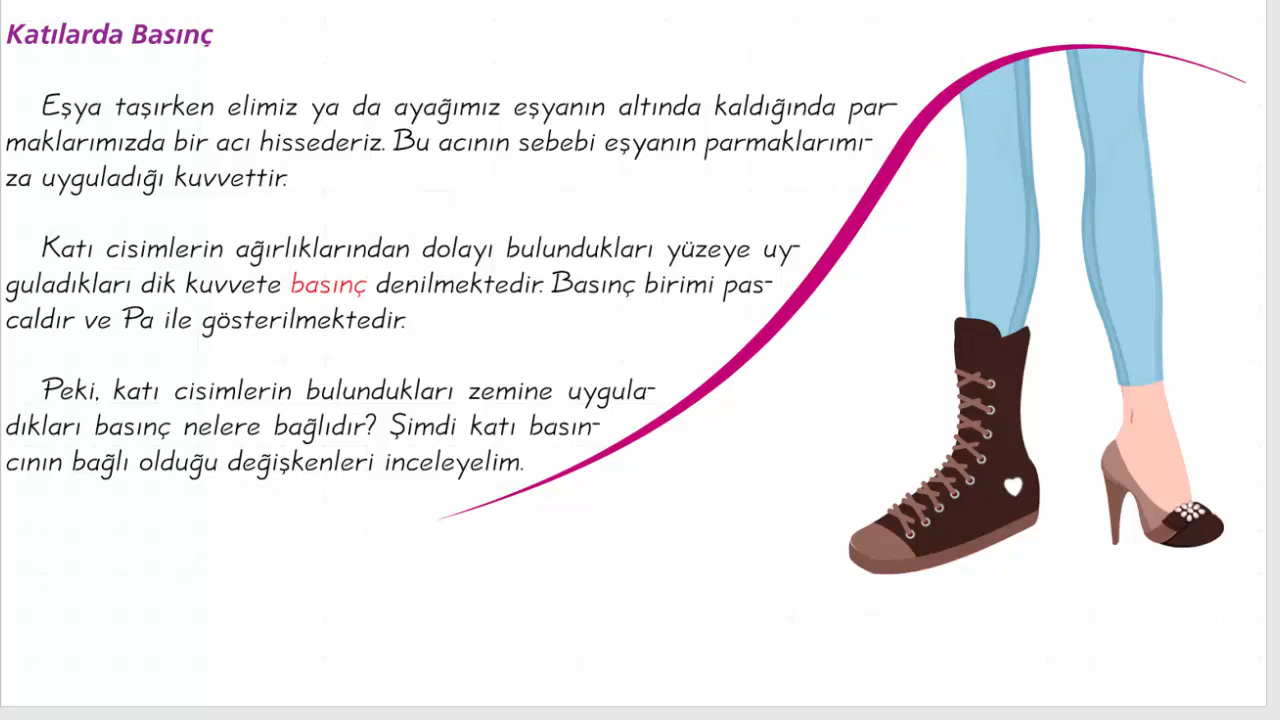 Katılarda Basınç
Eşya taşırken elimiz ya da ayağımız eşyanın altında kaldığında par-
maklarımızda bir acı hissederiz. Bu acının sebebi eşyanın parmaklarımı-
za uyguladığı kuvvettir.
Katı cisimlerin ağırlıklarından dolayı bulundukları yüzeye uy-
guladıkları dik kuvvete basınç denilmektedir. Basınç birimi pas-
caldır ve Pa ile gösterilmektedir.
Peki, katı cisimlerin bulundukları zemine uygula-
dıkları basınç nelere bağlıdır? Şimdi katı basın-
cının bağlı olduğu değişkenleri inceleyelim.